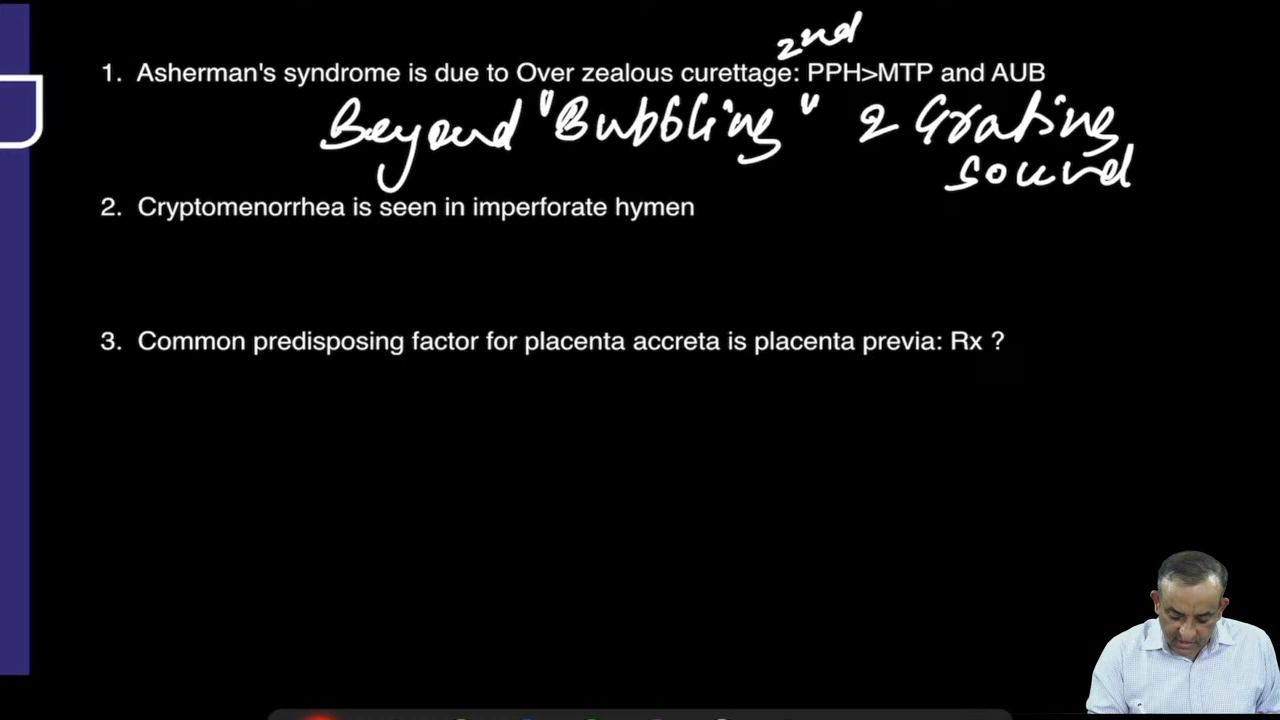 2nd
1. Asherman's syndrome is due to Over zealous curettage: PPH>MTP and AUB
Beyond "Bubbling" & Grating
sound
2. Cryptomenorrhea is seen in imperforate hymen
3. Common predisposing factor for placenta accreta is placenta previa: Rx ?